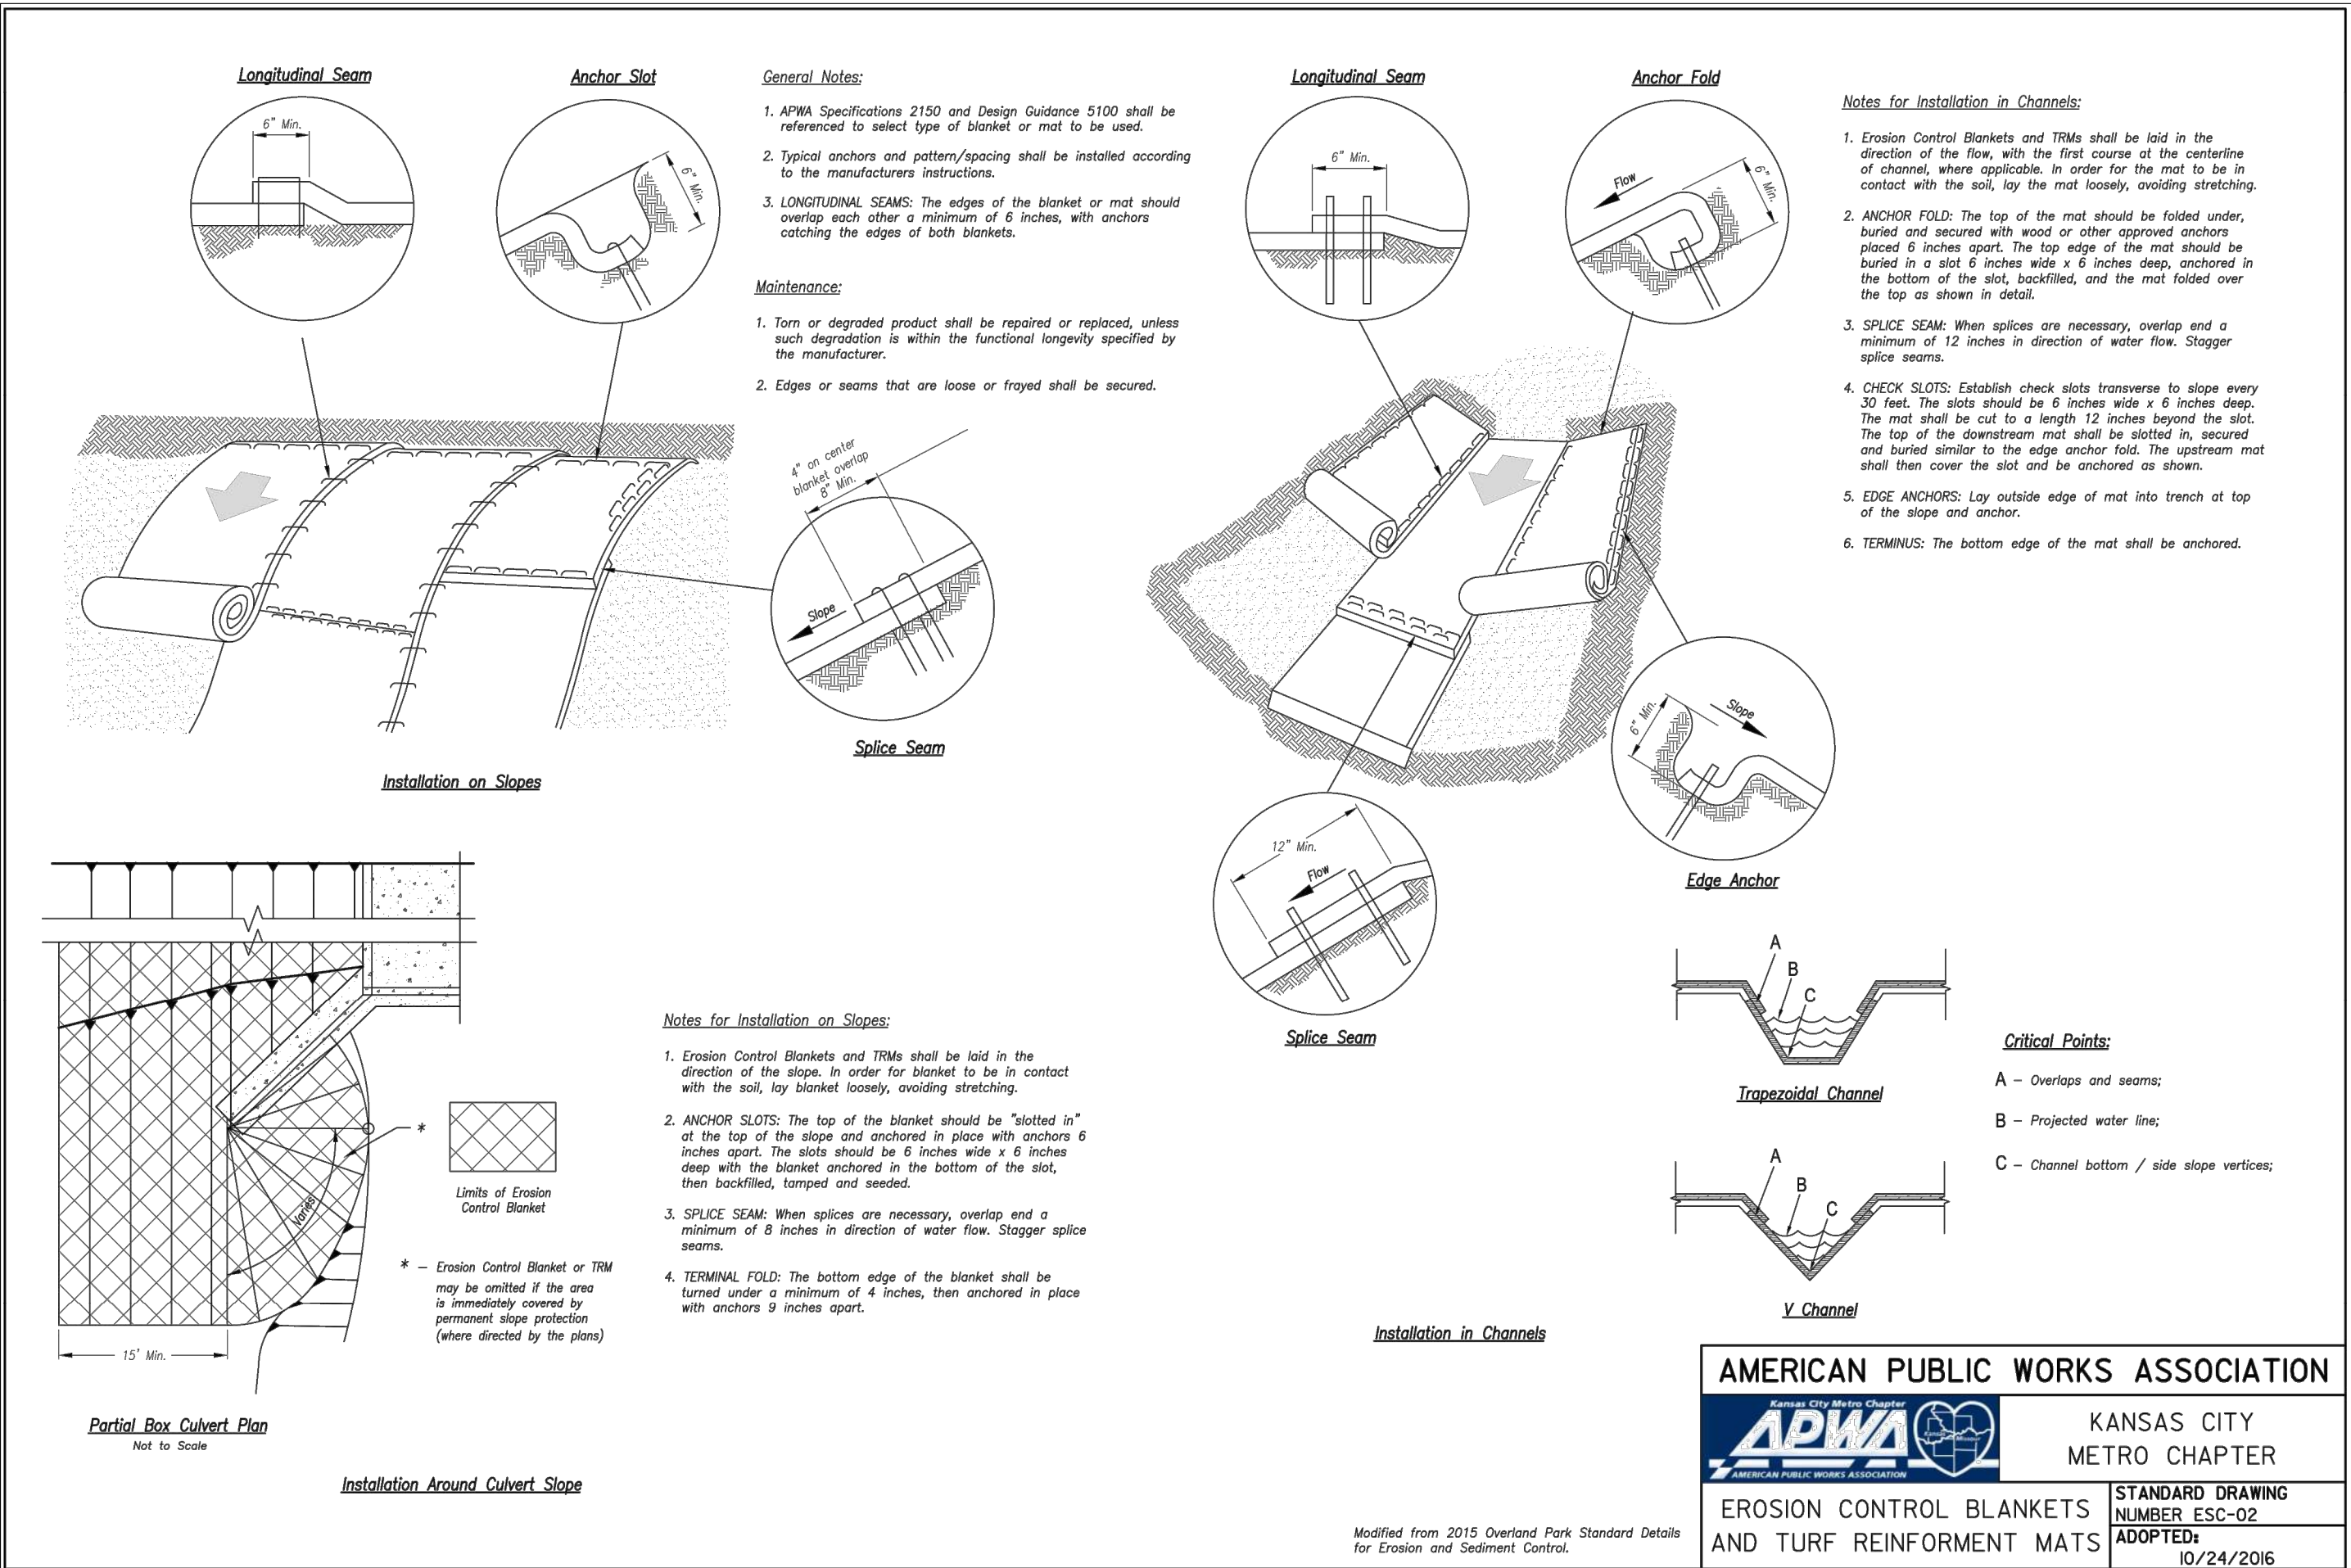 Longitudinal Seam
6" Min.
Anchor Slot
6" Min.
General Notes:
1. APWA Specifications 2150 and Design Guidance 5100 shall be
referenced to select type of blanket or mat to be used.
2. Typical anchors and pattern/spacing shall be installed according
to the manufacturers instructions.
3. LONGITUDINAL SEAMS: The edges of the blanket or mat should
overlap each other a minimum of 6 inches, with anchors
catching the edges of both blankets.
Maintenance:
1. Torn or degraded product shall be repaired or replaced, unless
such degradation is within the functional longevity specified by
the manufacturer.
2. Edges or seams that are loose or frayed shall be secured.
4" on center
blanket overlap
8" Min.
Slope
Splice Seam
Installation on Slopes
Longitudinal Seam
6" Min.
Anchor Fold
Flow
6" Min.
Notes for Installation in Channels:
1. Erosion Control Blankets and TRMs shall be laid in the
direction of the flow, with the first course at the centerline
of channel, where applicable. In order for the mat to be in
contact with the soil, lay the mat loosely, avoiding stretching.
2. ANCHOR FOLD: The top of the mat should be folded under,
buried and secured with wood or other approved anchors
placed 6 inches apart. The top edge of the mat should be
buried in a slot 6 inches wide x 6 inches deep, anchored in
the bottom of the slot, backfilled, and the mat folded over
the top as shown in detail.
3. SPLICE SEAM: When splices are necessary, overlap end a
minimum of 12 inches in direction of water flow. Stagger
splice seams.
4. CHECK SLOTS: Establish check slots transverse to slope every
30 feet. The slots should be 6 inches wide x 6 inches deep.
The mat shall be cut to a length 12 inches beyond the slot.
The top of the downstream mat shall be slotted in, secured
and buried similar to the edge anchor fold. The upstream mat
shall then cover the slot and be anchored as shown.
5. EDGE ANCHORS: Lay outside edge of mat into trench at top
of the slope and anchor.
6. TERMINUS: The bottom edge of the mat shall be anchored.
6" Min.
Slope
Edge Anchor
12" Min.
Flow
Splice Seam
A
B
C
Trapezoidal Channel
A
B
C
V Channel
Critical Points:
A – Overlaps and seams;
B – Projected water line;
C – Channel bottom / side slope vertices;
Installation in Channels
Varies
*
15' Min.
Limits of Erosion
Control Blanket
* – Erosion Control Blanket or TRM
may be omitted if the area
is immediately covered by
permanent slope protection
(where directed by the plans)
Partial Box Culvert Plan
Not to Scale
Installation Around Culvert Slope
Notes for Installation on Slopes:
1. Erosion Control Blankets and TRMs shall be laid in the
direction of the slope. In order for blanket to be in contact
with the soil, lay blanket loosely, avoiding stretching.
2. ANCHOR SLOTS: The top of the blanket should be "slotted in"
at the top of the slope and anchored in place with anchors 6
inches apart. The slots should be 6 inches wide x 6 inches
deep with the blanket anchored in the bottom of the slot,
then backfilled, tamped and seeded.
3. SPLICE SEAM: When splices are necessary, overlap end a
minimum of 8 inches in direction of water flow. Stagger splice
seams.
4. TERMINAL FOLD: The bottom edge of the blanket shall be
turned under a minimum of 4 inches, then anchored in place
with anchors 9 inches apart.
Modified from 2015 Overland Park Standard Details
for Erosion and Sediment Control.
AMERICAN PUBLIC WORKS ASSOCIATION
Kansas City Metro Chapter
APWA
Kansas Missouri
AMERICAN PUBLIC WORKS ASSOCIATION
KANSAS CITY
METRO CHAPTER
EROSION CONTROL BLANKETS
AND TURF REINFORMENT MATS
STANDARD DRAWING
NUMBER ESC-02
ADOPTED:
10/24/2016